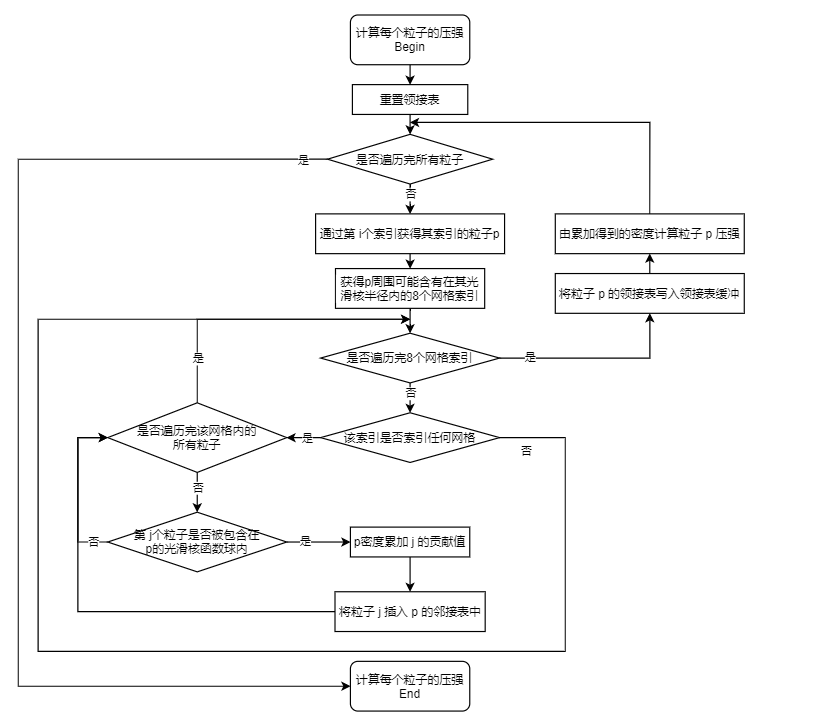 计算每个粒子的压强
Begin
重置领接表
是否遍历完所有粒子
是
否
通过第 i个索引获得其索引的粒子p
由累加得到的密度计算粒子 p 压强
获得p周围可能含有在其光
滑核半径内的8个网格索引
将粒子 p 的领接表写入领接表缓冲
是否遍历完8个网格索引
是
是
否
是否遍历完该网格内的
所有粒子
是
该索引是否索引任何网格
否
否
第 j个粒子是否被包含在
p的光滑核函数球内
否
是
p密度累加 j 的贡献值
将粒子 j 插入 p 的邻接表中
计算每个粒子的压强
End